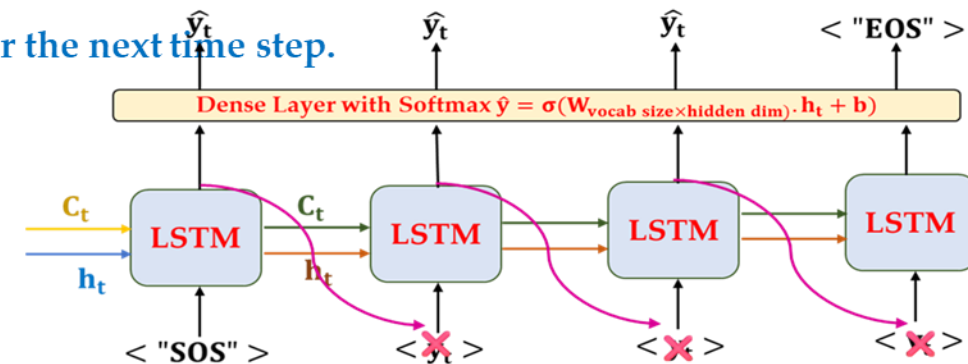 ŷₜ ŷₜ ŷₜ < "EOS" >
r the next time step.
Dense Layer with Softmax ŷ = σ(W_vocab size×hidden dim). hₜ + b)
Cₜ Cₜ
LSTM LSTM LSTM LSTM
hₜ hₜ
< "SOS" > < > < > < >